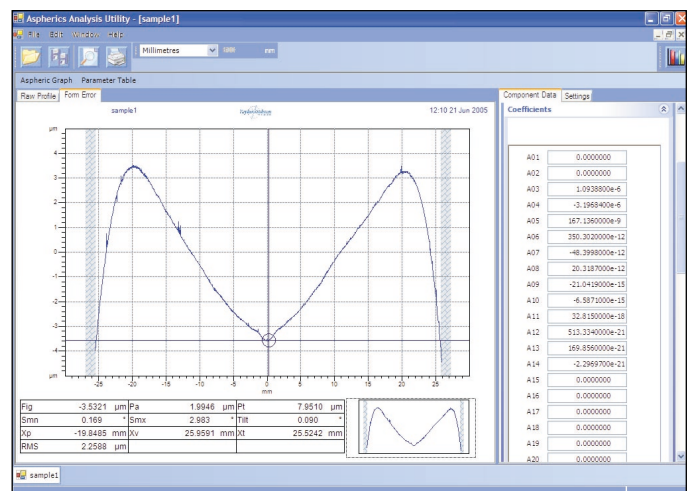 Aspherics Analysis Utility - [sample1]
File Edit Window Help
Millimetres mm
Aspheric Graph Parameter Table
Raw Profile Form Error
Component Data Settings
sample1 12:10 21 Jun 2005
Coefficients
µm
4
3
2
1
0
-1
-2
-3
-4
µm
-25 -20 -15 -10 -5 0 5 10 15 20 25
mm
A01 0.0000000
A02 0.0000000
A03 1.0938800e-6
A04 -3.1968400e-6
A05 167.1360000e-9
A06 350.3020000e-12
A07 -48.3998000e-12
A08 20.3187000e-12
A09 -21.0419000e-15
A10 -6.5871000e-15
A11 32.8150000e-18
A12 513.3340000e-21
A13 169.8560000e-21
A14 -2.2969700e-21
A15 0.0000000
A16 0.0000000
A17 0.0000000
A18 0.0000000
A19 0.0000000
A20 0.0000000
Fig -3.5321 µm Pa 1.9946 µm Pt 7.9510 µm
Smn 0.169 ° Smx 2.983 ° Tilt 0.090 °
Xp -19.8485 mm Xv 25.9591 mm Xt 25.5242 mm
RMS 2.2588 µm
sample1